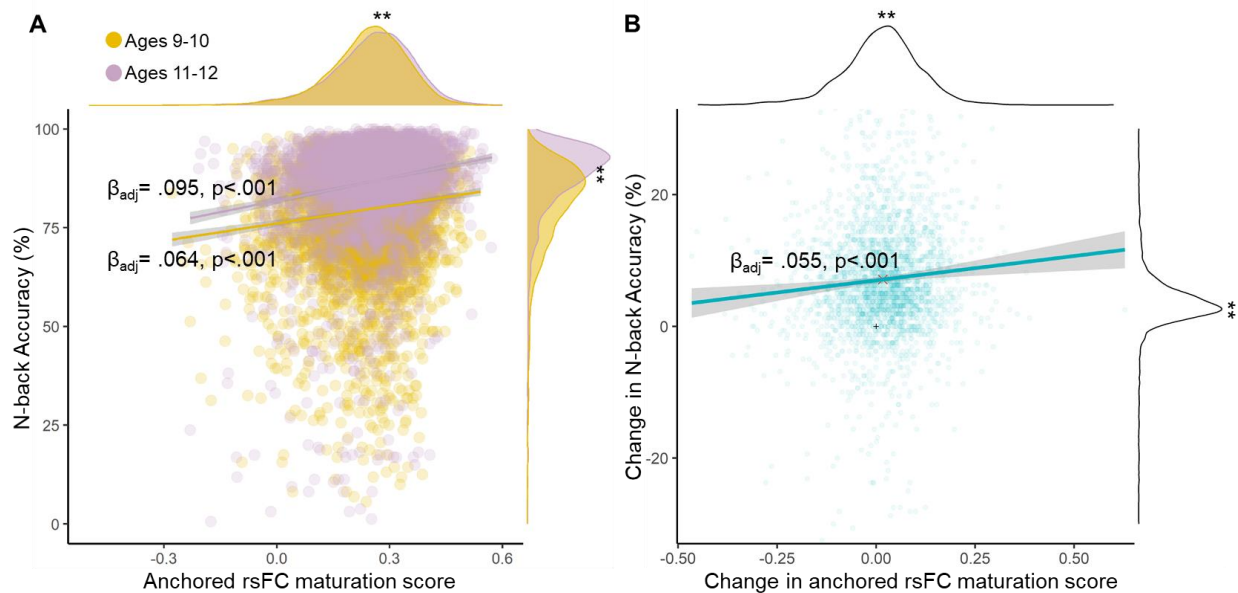 A
Ages 9-10
Ages 11-12
**
N-back Accuracy (%)
100
75
50
25
0
βadj= .095, p<.001
βadj= .064, p<.001
**
-0.3
0.0
0.3
0.6
Anchored rsFC maturation score
B
**
Change in N-back Accuracy (%)
20
0
-20
βadj= .055, p<.001
**
-0.50
-0.25
0.00
0.25
0.50
Change in anchored rsFC maturation score